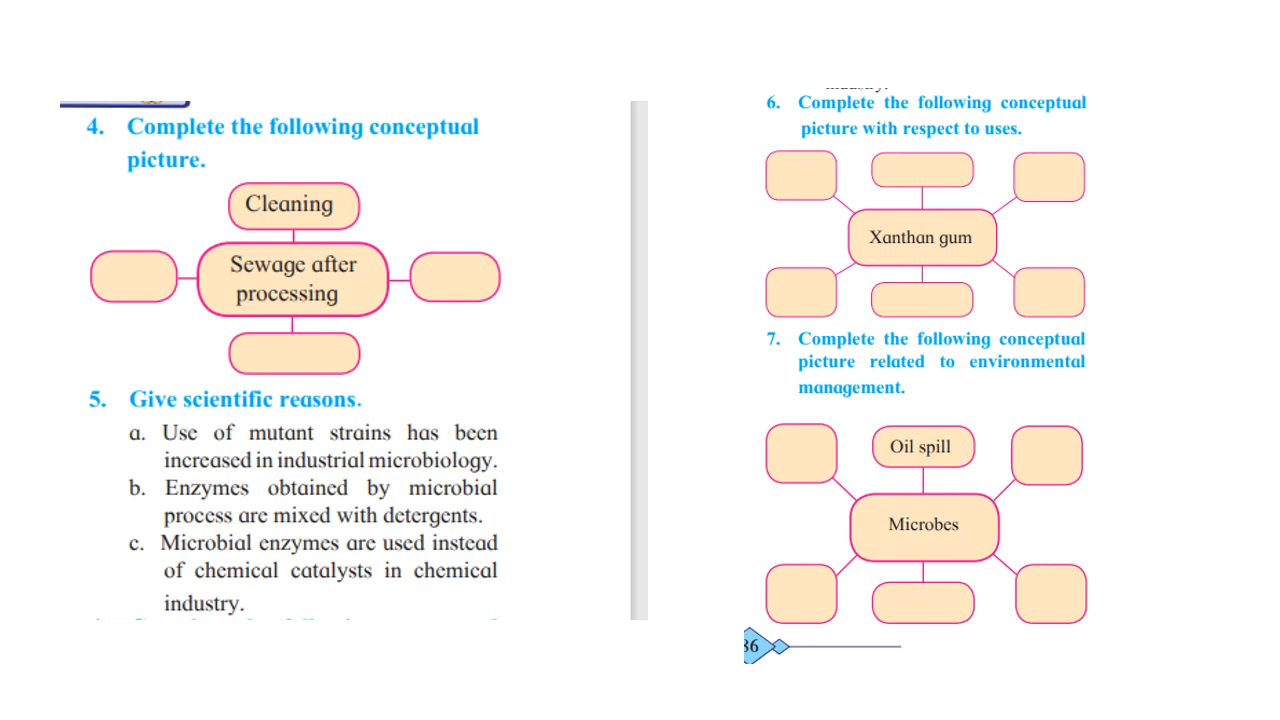 4. Complete the following conceptual
picture.
Cleaning
Sewage after
processing
5. Give scientific reasons.
a. Use of mutant strains has been
increased in industrial microbiology.
b. Enzymes obtained by microbial
process are mixed with detergents.
c. Microbial enzymes are used instead
of chemical catalysts in chemical
industry.
6. Complete the following conceptual
picture with respect to uses.
Xanthan gum
7. Complete the following conceptual
picture related to environmental
management.
Oil spill
Microbes
86